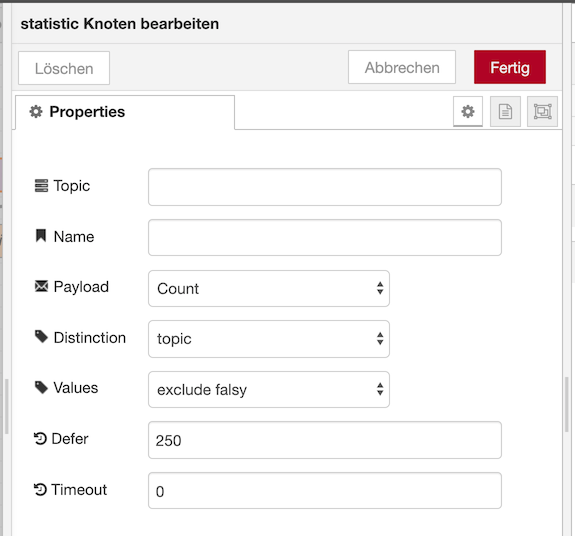 statistic Knoten bearbeiten
Löschen
Abbrechen
Fertig
Properties
Topic
Name
Payload
Count
Distinction
topic
Values
exclude falsy
Defer
250
Timeout
0